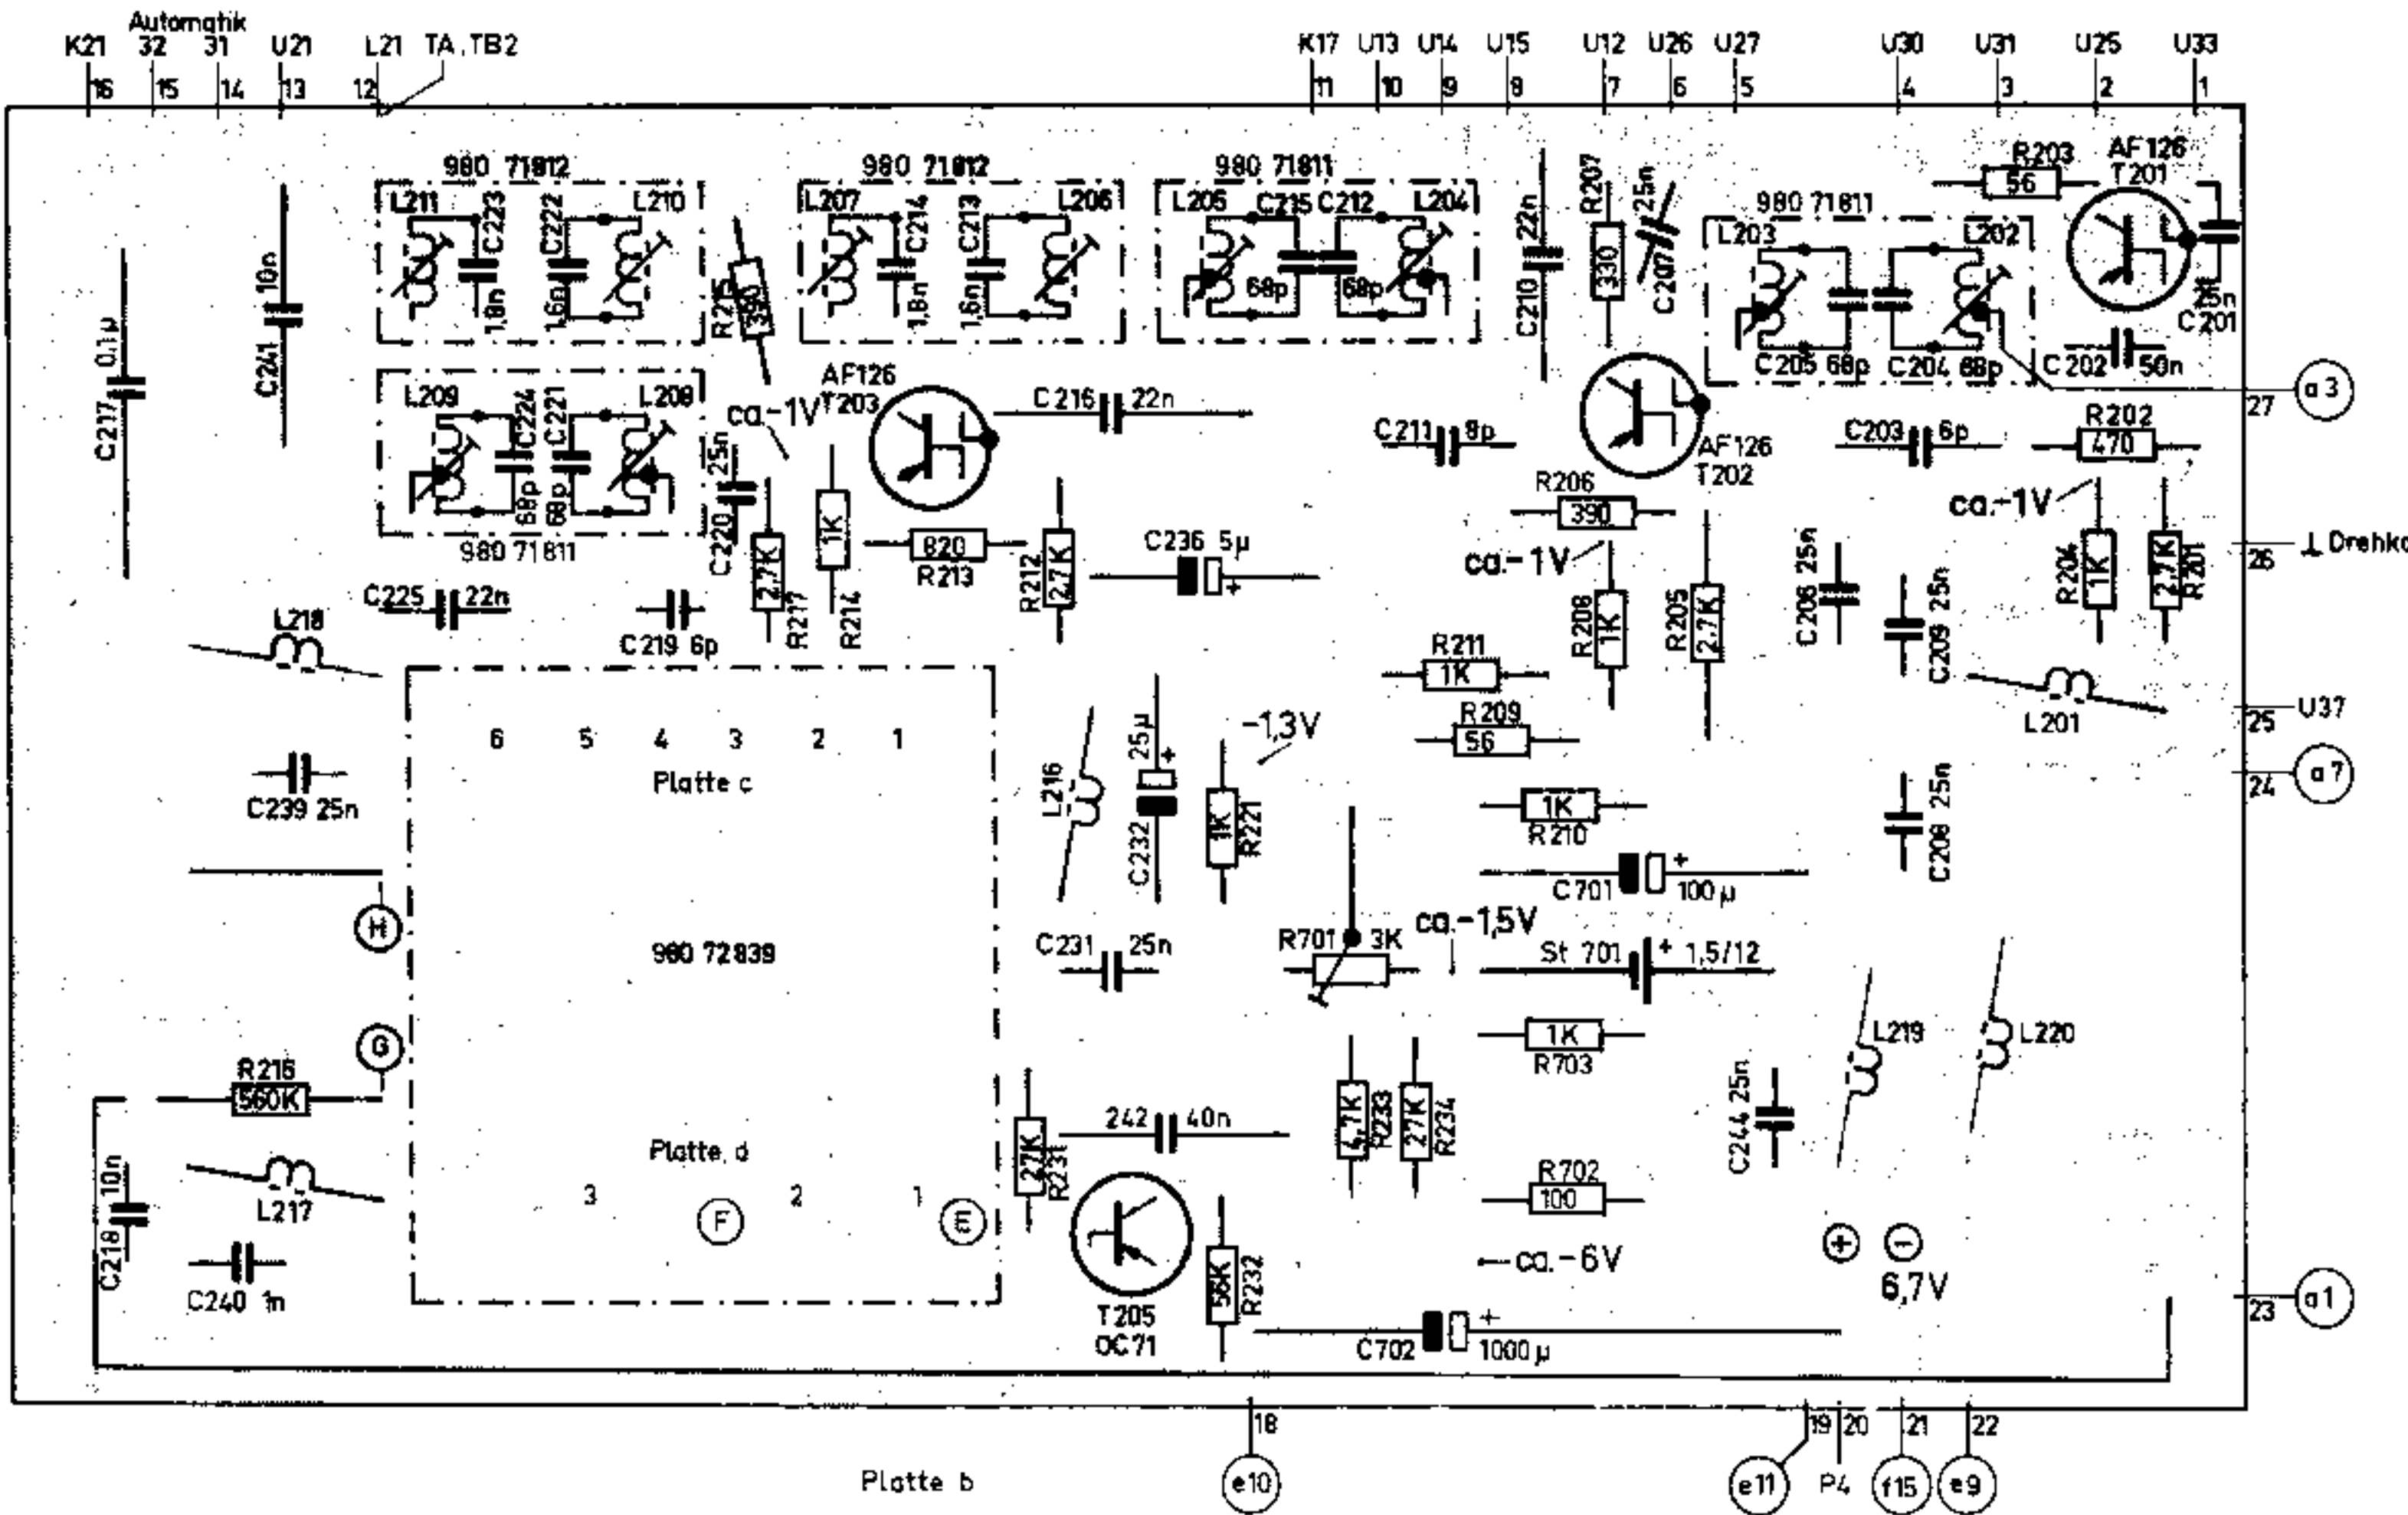 Automatik
K21 32 31 U21 L21 TA,TB2 K17 U13 U14 U15 U12 U26 U27 U30 U31 U25 U33
16 15 14 13 12 11 10 9 8 7 6 5 4 3 2 1
980 71812
L211 C223 C222 L210
1,8n 1,6n
980 71812
L207 C214 C213 L206
1,8n 1,6n
980 71811
L205 C215 C212 L204
68p 68p
C210 22n
R207 330
C207 25n
980 71811
L203 L202
C205 68p C204 68p
R203
56
AF126
T201
C201
C202 50n
a3
27
C217 0,1µ
C241 10n
R215 390
L209 C224 C221 L208
68p 68p
980 71811
AF126
T203
ca.-1V
C216 22n
C211 8p
AF126
T202
C203 6p
R202
470
C220 25n
2,7K R217
1K R214
820
R213
R212 2,7K
C236 5µ
+
R206
390
ca.-1V
R208 1K
R205 2,7K
C206 25n
C209 25n
ca.-1V
R204 1K
2,7K R201
26 ⊥ Drehko
C225 22n
C219 6p
L218
R211
1K
R209
56
L201
25 U37
6 5 4 3 2 1
Platte c
C239 25n
L216
C232 25µ
+
-1,3V
1K R221
1K
R210
C208 25n
24 a7
C701 + 100µ
H
980 72839
C231 25n
R701 3K
ca.-1,5V
St 701 + 1,5/12
G
R216
560K
1K
R703
L219
L220
C244 25n
242 40n
4,7K R233
27K R234
27K R231
Platte d
3 2 1
F E
L217
C218 10n
C240 1n
R702
100
ca.-6V
+ -
6,7V
T205
OC71
56K R232
C702 + 1000µ
23 a1
18 19 20 21 22
Platte b e10 e11 P4 f15 e9